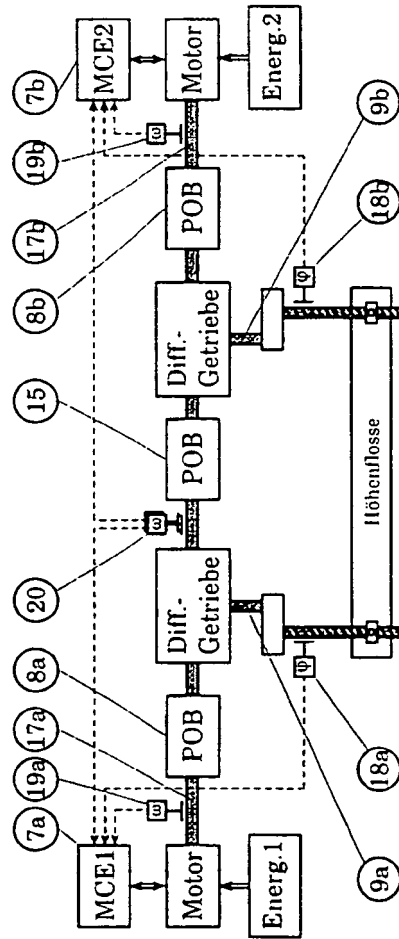 7a
19a
17a
8a
20
15
8b
17b
19b
7b
MCE1
MCE2
ω
ω
ω
Motor
POB
Diff.-
Getriebe
POB
Diff.-
Getriebe
POB
Motor
Energ.1
Energ.2
φ
φ
9a
18a
18b
9b
Höhenflosse